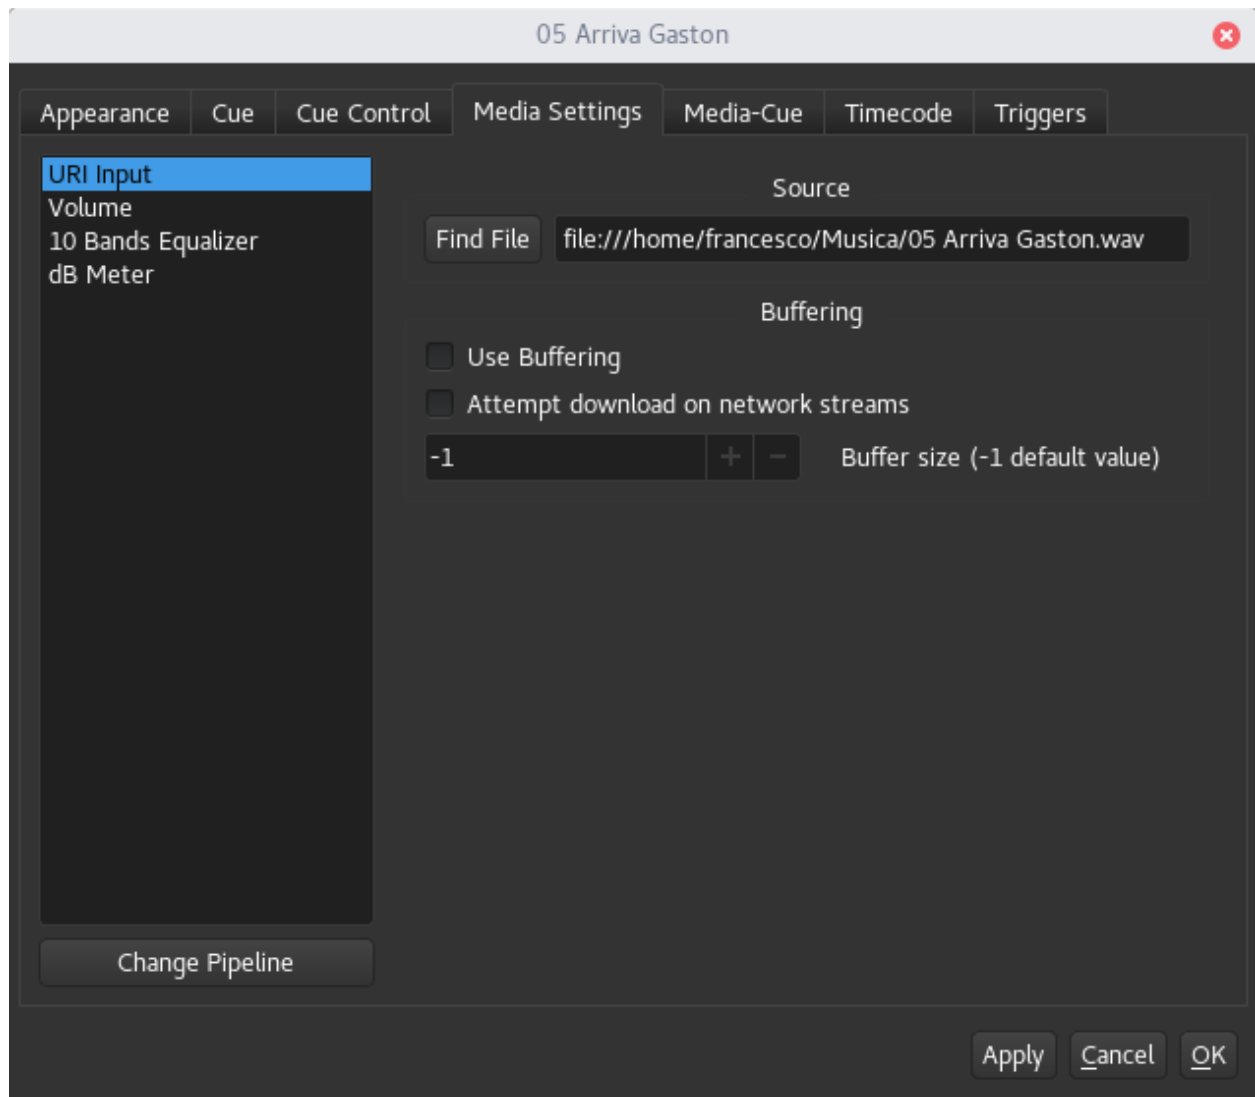 05 Arriva Gaston
Appearance Cue Cue Control Media Settings Media-Cue Timecode Triggers
URI Input
Volume
10 Bands Equalizer
dB Meter
Source
Find File file:///home/francesco/Musica/05 Arriva Gaston.wav
Buffering
Use Buffering
Attempt download on network streams
-1 + - Buffer size (-1 default value)
Change Pipeline
Apply Cancel OK